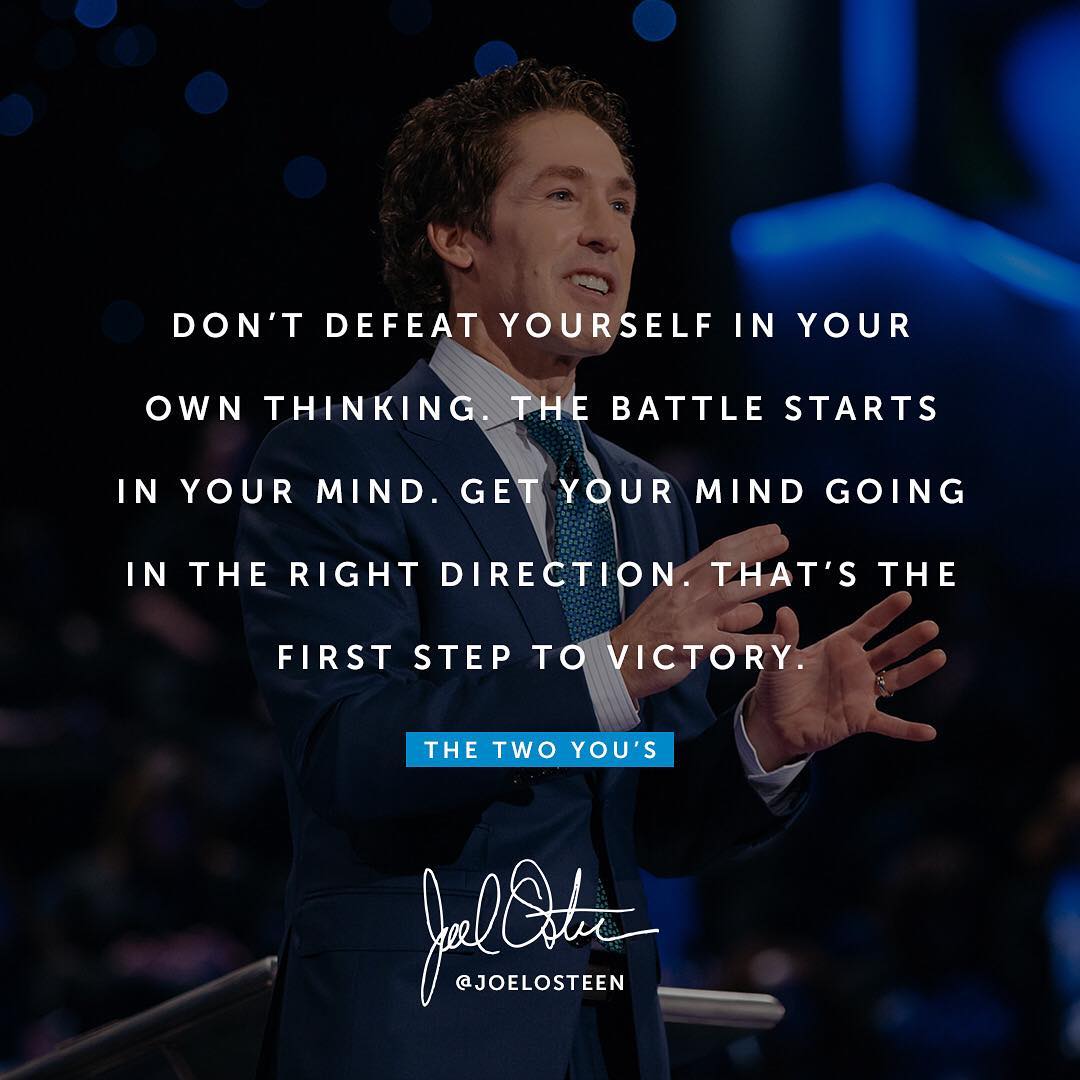 DON'T DEFEAT YOURSELF IN YOUR
OWN THINKING. THE BATTLE STARTS
IN YOUR MIND. GET YOUR MIND GOING
IN THE RIGHT DIRECTION. THAT'S THE
FIRST STEP TO VICTORY.
THE TWO YOU'S
Joel Osteen
@JOELOSTEEN